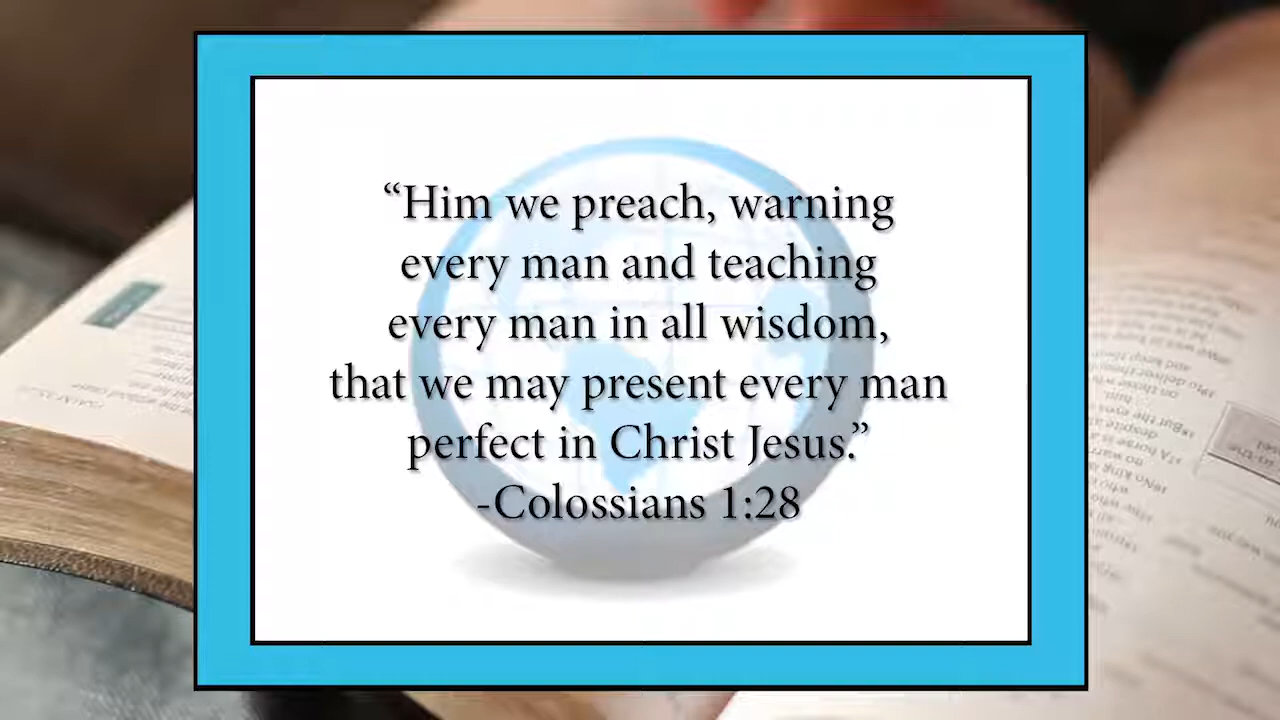 “Him we preach, warning
every man and teaching
every man in all wisdom,
that we may present every man
perfect in Christ Jesus.”
-Colossians 1:28